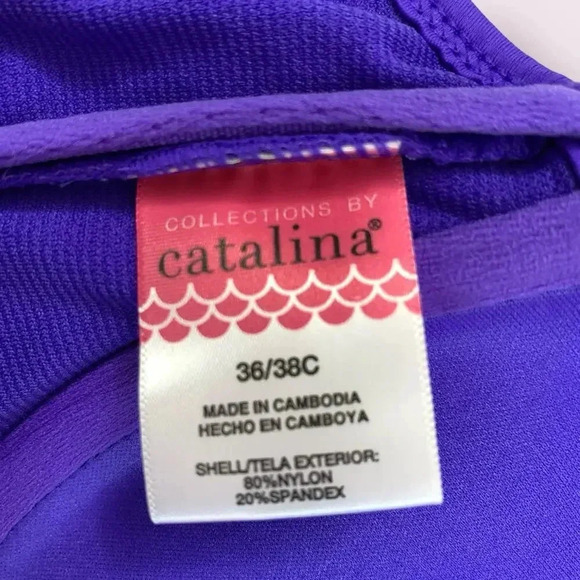 COLLECTIONS BY
catalina®
36/38C
MADE IN CAMBODIA
HECHO EN CAMBOYA
SHELL/TELA EXTERIOR:
80%NYLON
20%SPANDEX